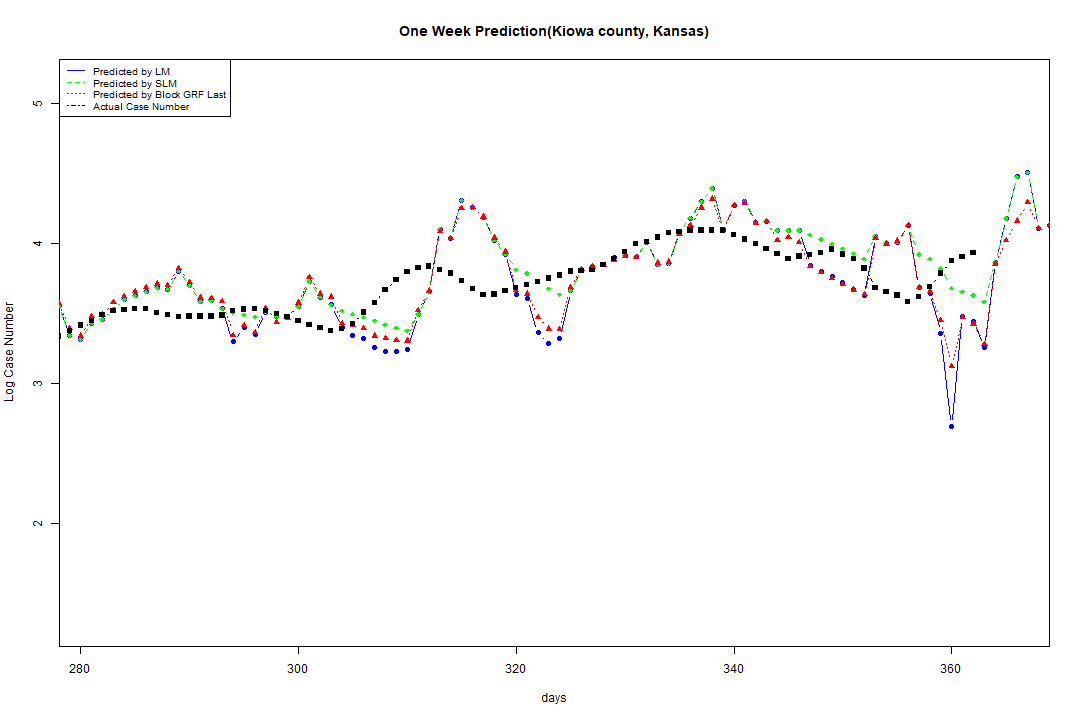 One Week Prediction(Kiowa county, Kansas)
Predicted by LM
Predicted by SLM
Predicted by Block GRF Last
Actual Case Number
5
4
3
2
Log Case Number
280 300 320 340 360
days